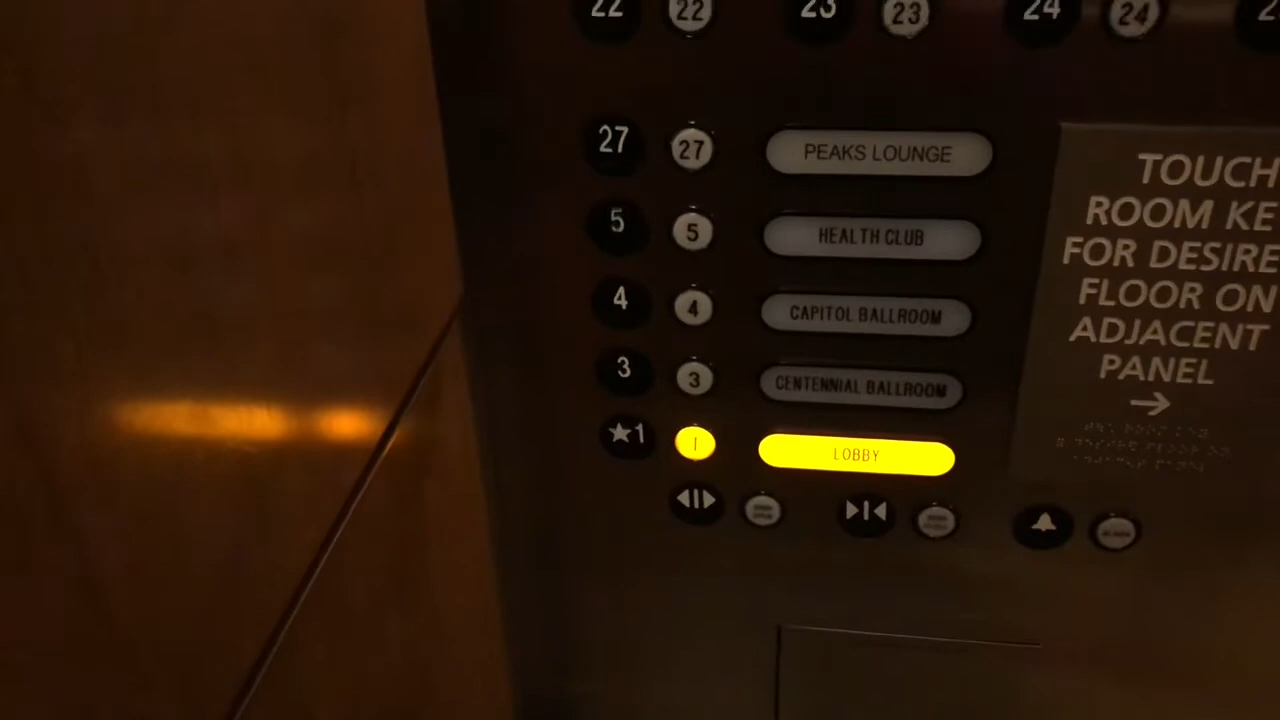 22 22 23 23 24 24
27 27 PEAKS LOUNGE
5 5 HEALTH CLUB
4 4 CAPITOL BALLROOM
3 3 CENTENNIAL BALLROOM
★1 1 LOBBY
TOUCH
ROOM KE
FOR DESIRE
FLOOR ON
ADJACENT
PANEL
→